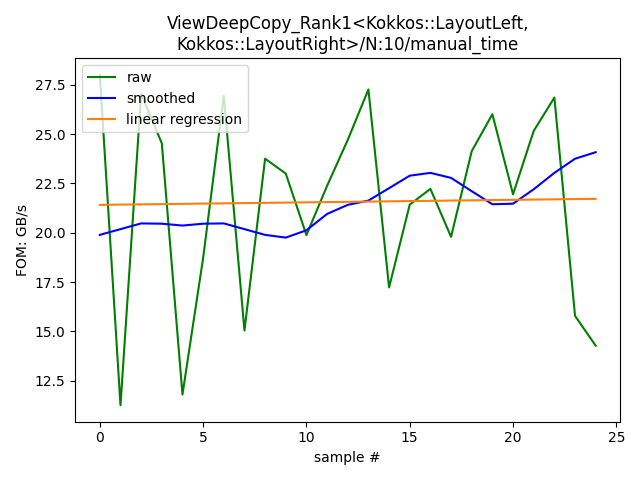 ViewDeepCopy_Rank1<Kokkos::LayoutLeft,
Kokkos::LayoutRight>/N:10/manual_time
raw
smoothed
linear regression
FOM: GB/s
27.5
25.0
22.5
20.0
17.5
15.0
12.5
0
5
10
15
20
25
sample #